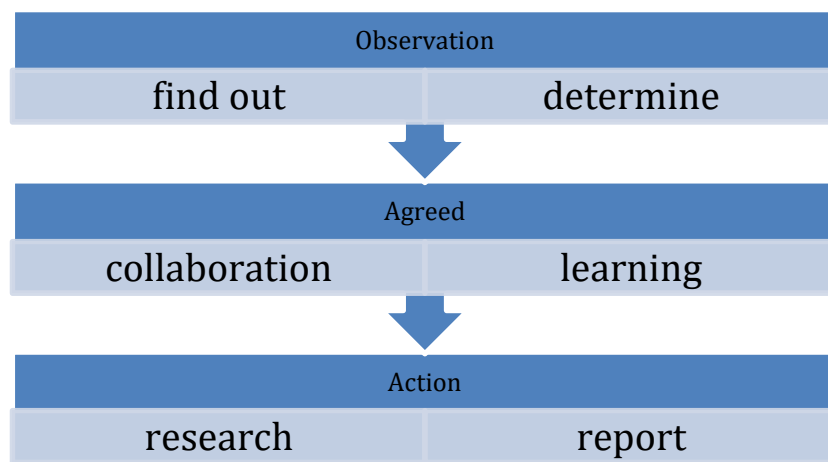 Observation
find out determine
Agreed
collaboration learning
Action
research report